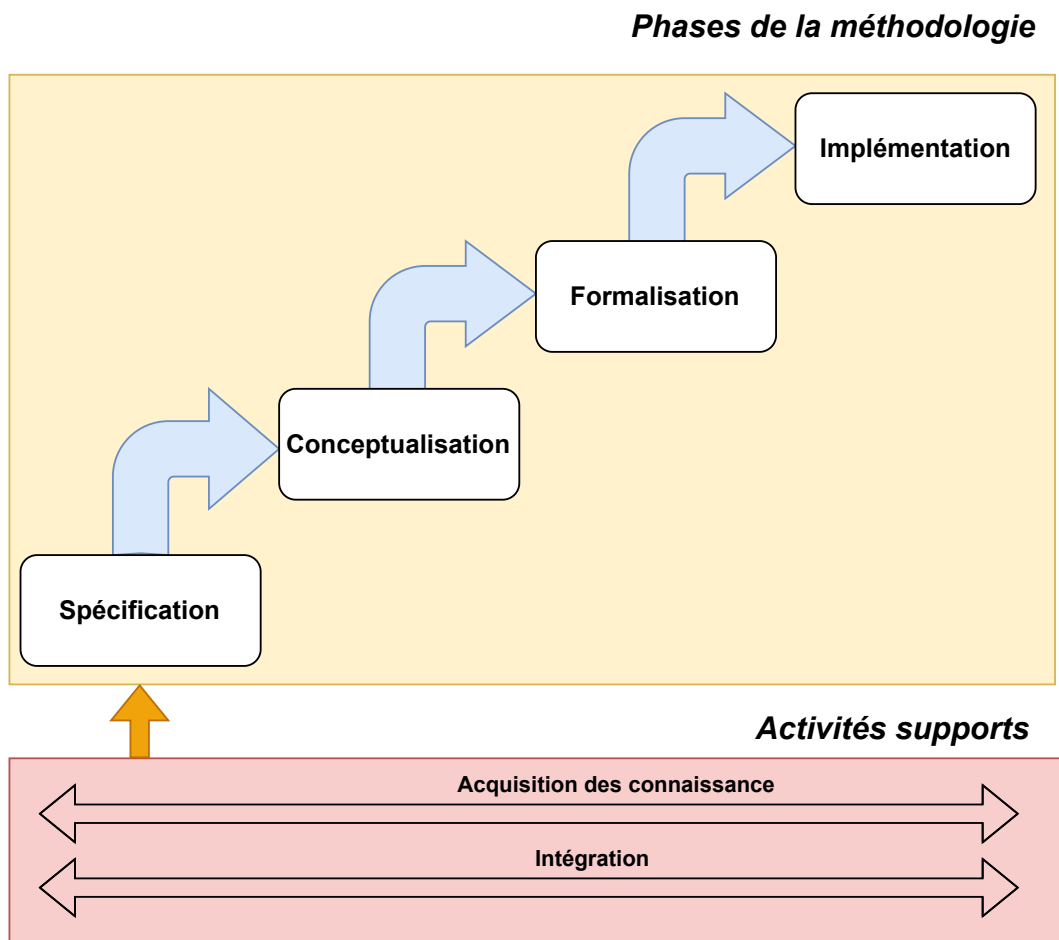 Phases de la méthodologie
Implémentation
Formalisation
Conceptualisation
Spécification
Activités supports
Acquisition des connaissance
Intégration